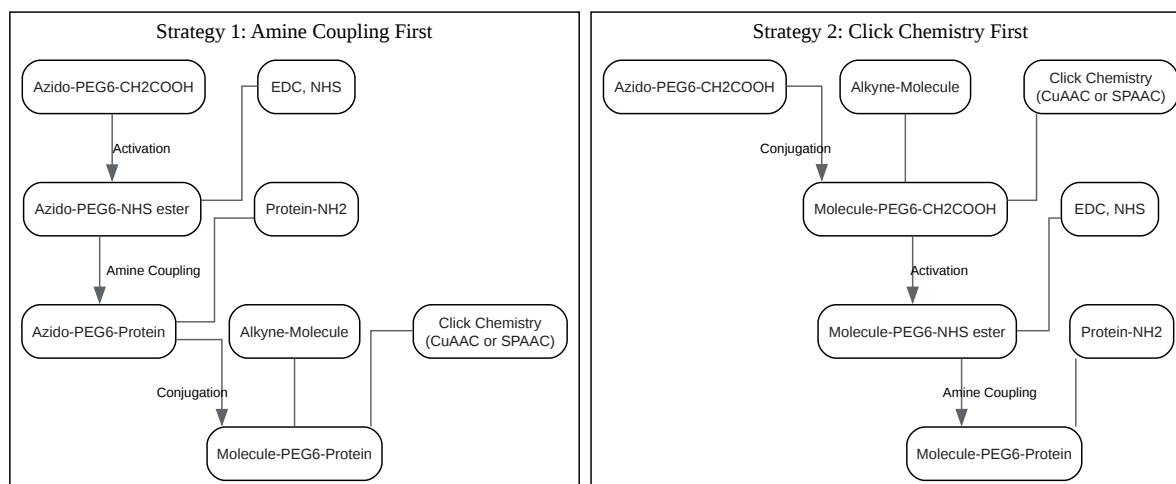 Strategy 1: Amine Coupling First
Azido-PEG6-CH2COOH
EDC, NHS
Activation
Azido-PEG6-NHS ester
Protein-NH2
Amine Coupling
Azido-PEG6-Protein
Alkyne-Molecule
Click Chemistry
(CuAAC or SPAAC)
Conjugation
Molecule-PEG6-Protein
Strategy 2: Click Chemistry First
Azido-PEG6-CH2COOH
Alkyne-Molecule
Click Chemistry
(CuAAC or SPAAC)
Conjugation
Molecule-PEG6-CH2COOH
EDC, NHS
Activation
Molecule-PEG6-NHS ester
Protein-NH2
Amine Coupling
Molecule-PEG6-Protein